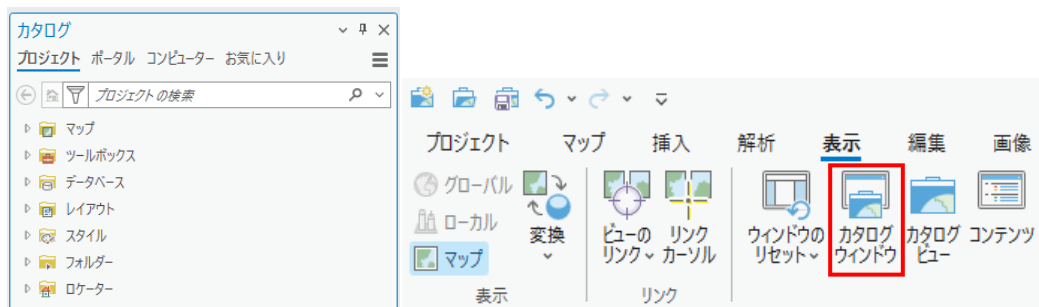 カタログ
プロジェクト ポータル コンピューター お気に入り
プロジェクトの検索
マップ
ツールボックス
データベース
レイアウト
スタイル
フォルダー
ロケーター
プロジェクト マップ 挿入 解析 表示 編集 画像
グローバル
ローカル
マップ
変換
表示
ビューの
リンク
リンク
カーソル
リンク
ウィンドウの
リセット
カタログ
ウィンドウ
カタログ
ビュー
コンテンツ